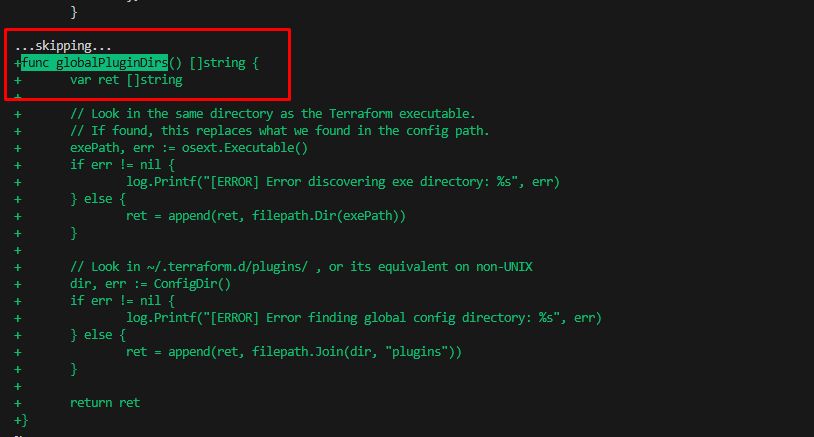 }
...skipping...
+func globalPluginDirs() []string {
+       var ret []string
+
+       // Look in the same directory as the Terraform executable.
+       // If found, this replaces what we found in the config path.
+       exePath, err := osext.Executable()
+       if err != nil {
+               log.Printf("[ERROR] Error discovering exe directory: %s", err)
+       } else {
+               ret = append(ret, filepath.Dir(exePath))
+       }
+
+       // Look in ~/.terraform.d/plugins/ , or its equivalent on non-UNIX
+       dir, err := ConfigDir()
+       if err != nil {
+               log.Printf("[ERROR] Error finding global config directory: %s", err)
+       } else {
+               ret = append(ret, filepath.Join(dir, "plugins"))
+       }
+
+       return ret
+}